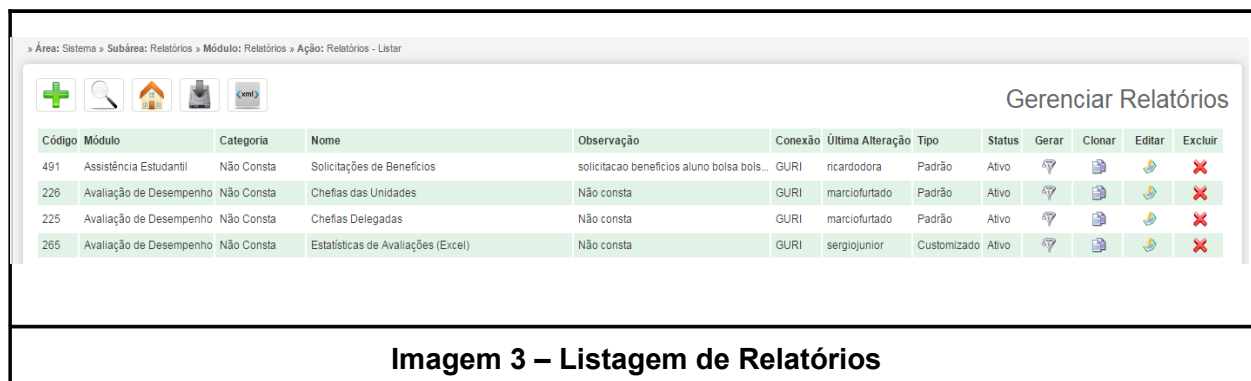 » Área: Sistema » Subárea: Relatórios » Módulo: Relatórios » Ação: Relatórios - Listar
<xml>
Gerenciar Relatórios
Código Módulo Categoria Nome Observação Conexão Última Alteração Tipo Status Gerar Clonar Editar Excluir
491 Assistência Estudantil Não Consta Solicitações de Benefícios solicitacao beneficios aluno bolsa bols... GURI ricardodora Padrão Ativo
226 Avaliação de Desempenho Não Consta Chefias das Unidades Não consta GURI marciofurtado Padrão Ativo
225 Avaliação de Desempenho Não Consta Chefias Delegadas Não consta GURI marciofurtado Padrão Ativo
265 Avaliação de Desempenho Não Consta Estatísticas de Avaliações (Excel) Não consta GURI sergiojunior Customizado Ativo
Imagem 3 – Listagem de Relatórios